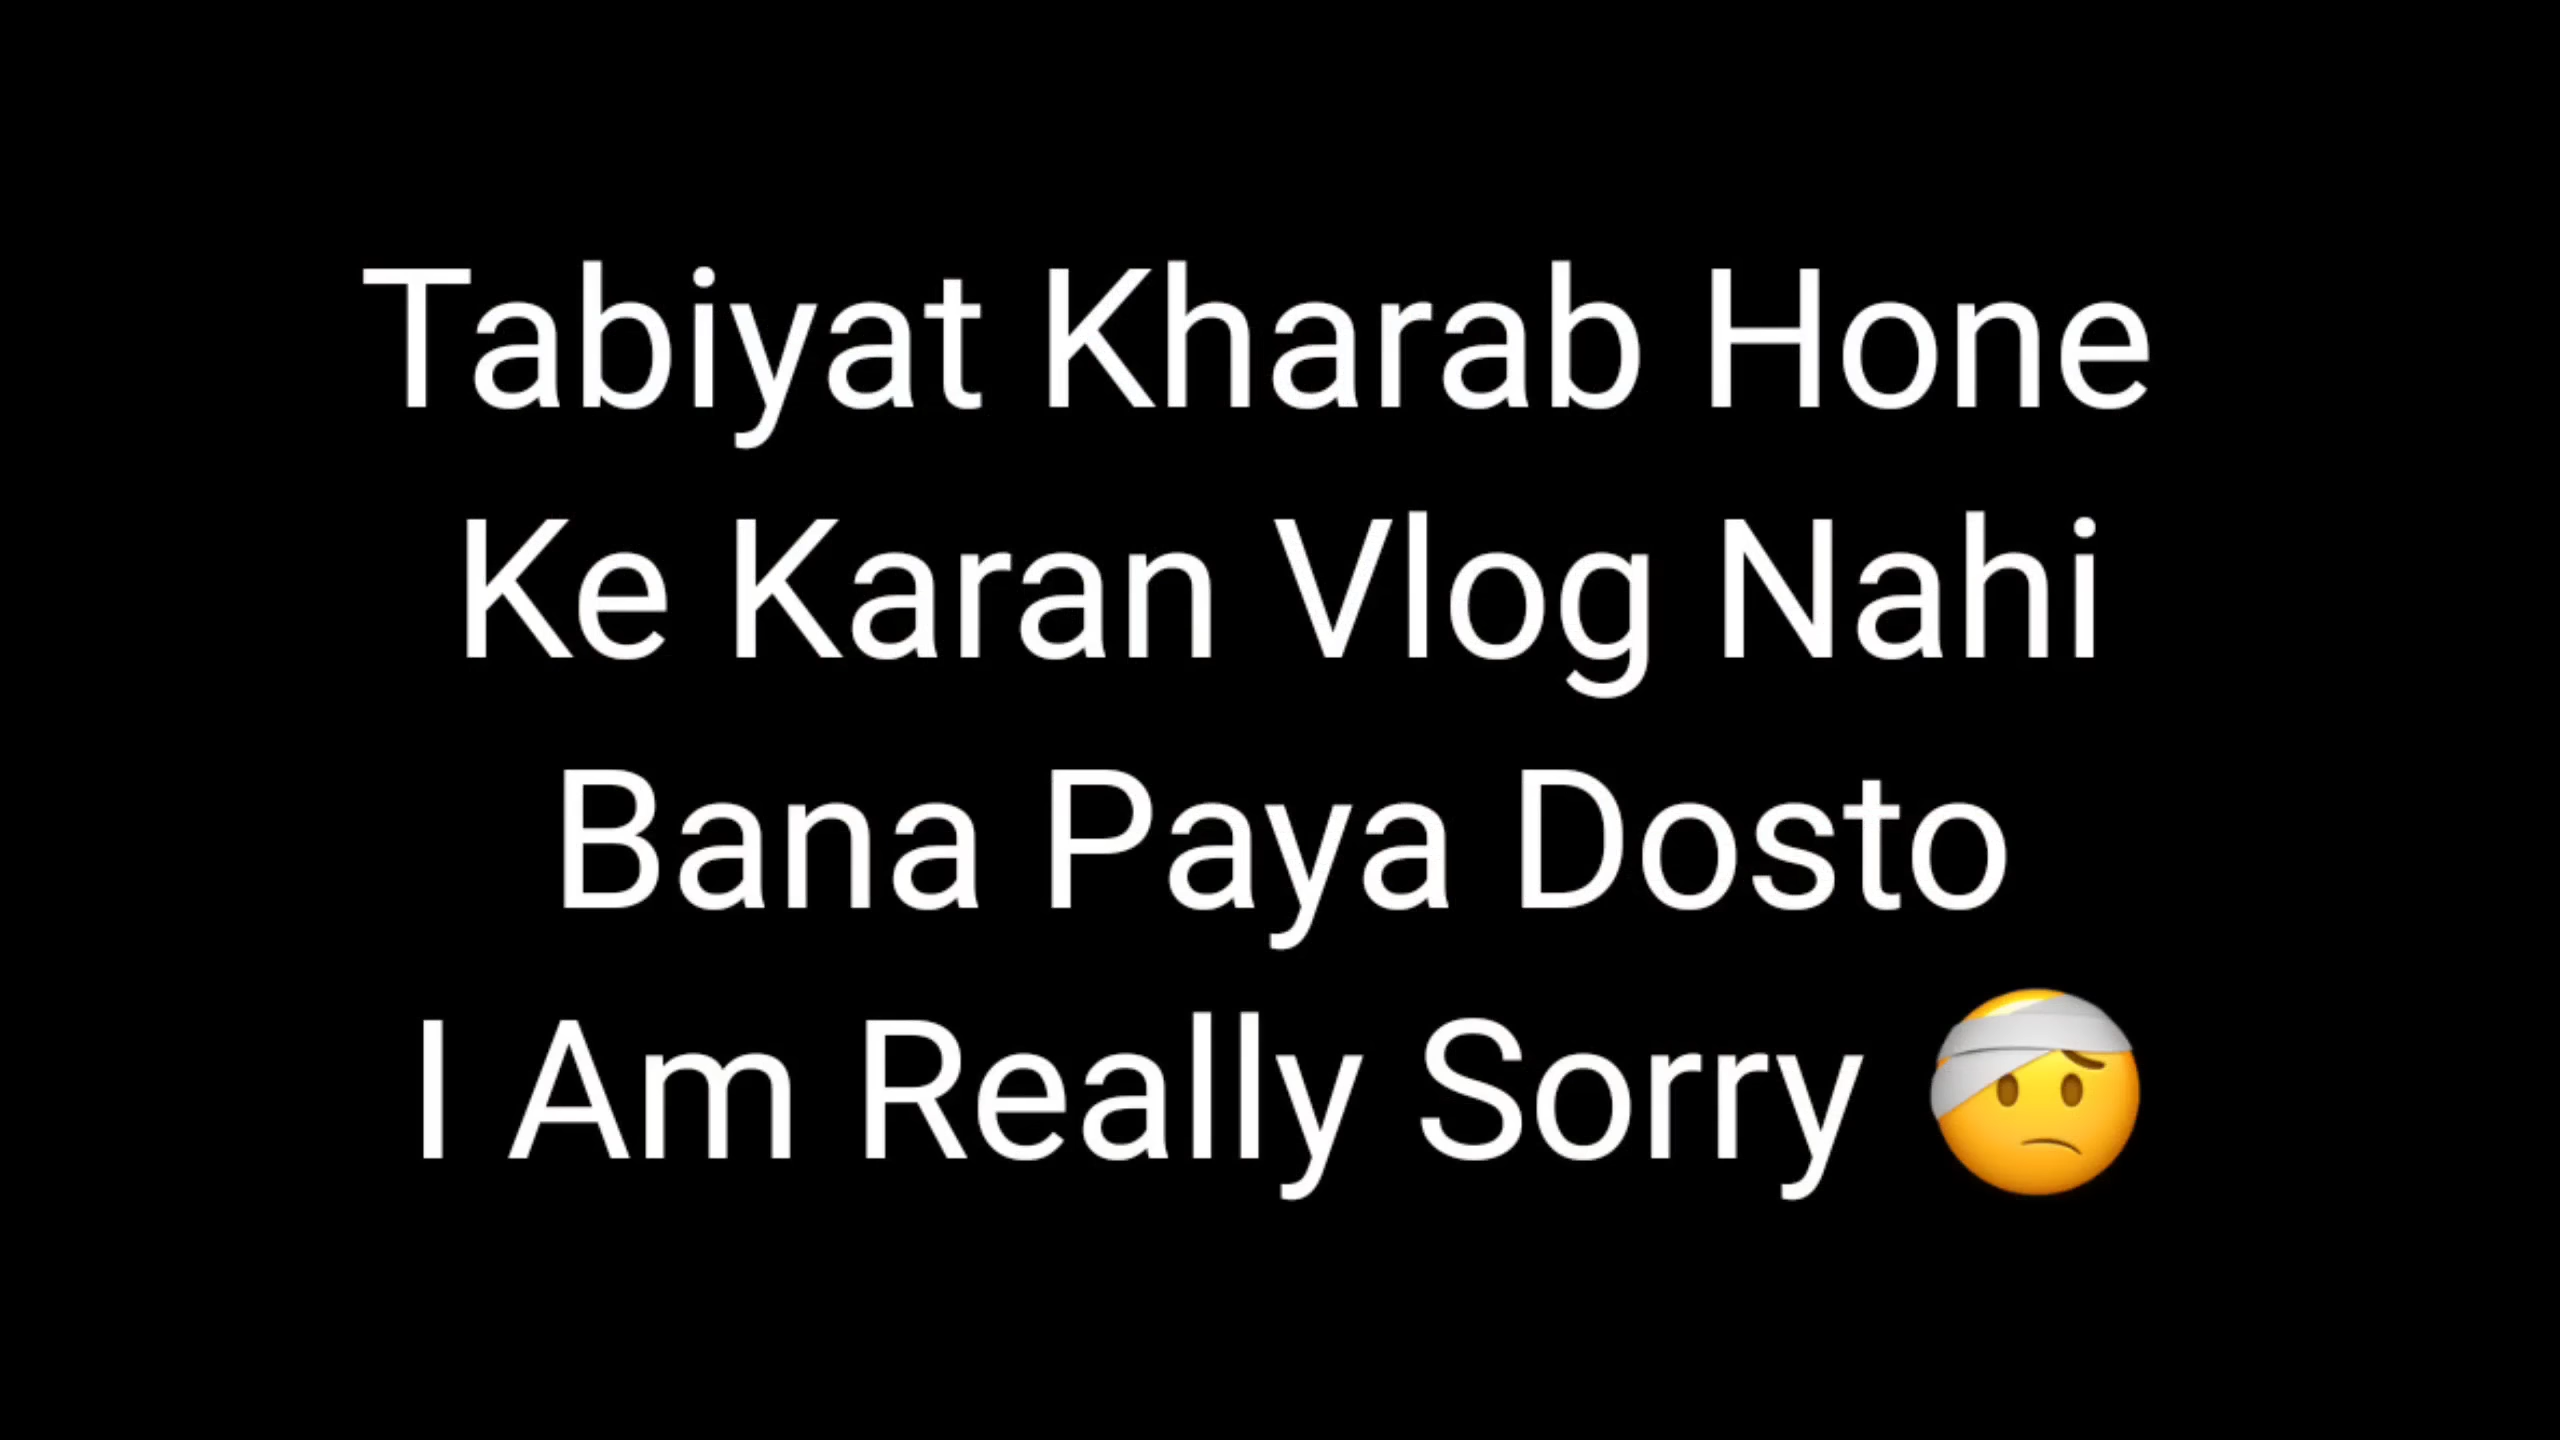 Tabiyat Kharab Hone
Ke Karan Vlog Nahi
Bana Paya Dosto
I Am Really Sorry 🤕